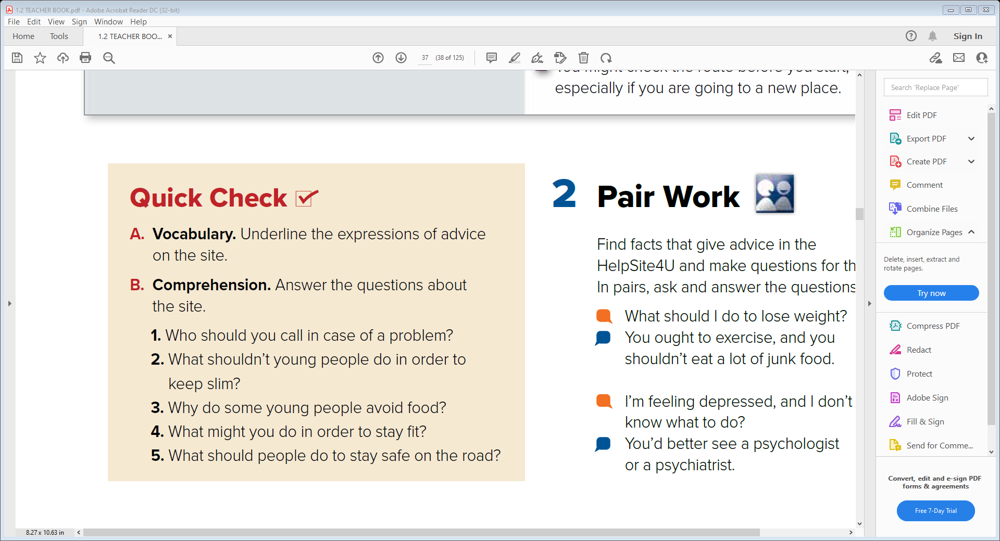 1.2 TEACHER BOOK.pdf - Adobe Acrobat Reader DC (32-bit)
File Edit View Sign Window Help
Home Tools 1.2 TEACHER BOO... × Sign In
37 (38 of 125)
You might check the route before you start,
especially if you are going to a new place.
Quick Check
A. Vocabulary. Underline the expressions of advice
on the site.
B. Comprehension. Answer the questions about
the site.
1. Who should you call in case of a problem?
2. What shouldn't young people do in order to
keep slim?
3. Why do some young people avoid food?
4. What might you do in order to stay fit?
5. What should people do to stay safe on the road?
2 Pair Work
Find facts that give advice in the
HelpSite4U and make questions for th
In pairs, ask and answer the questions
What should I do to lose weight?
You ought to exercise, and you
shouldn't eat a lot of junk food.
I'm feeling depressed, and I don't
know what to do?
You'd better see a psychologist
or a psychiatrist.
8.27 x 10.63 in
Search 'Replace Page'
Edit PDF
Export PDF
Create PDF
Comment
Combine Files
Organize Pages
Delete, insert, extract and
rotate pages.
Try now
Compress PDF
Redact
Protect
Adobe Sign
Fill & Sign
Send for Comme...
Convert, edit and e-sign PDF
forms & agreements
Free 7-Day Trial